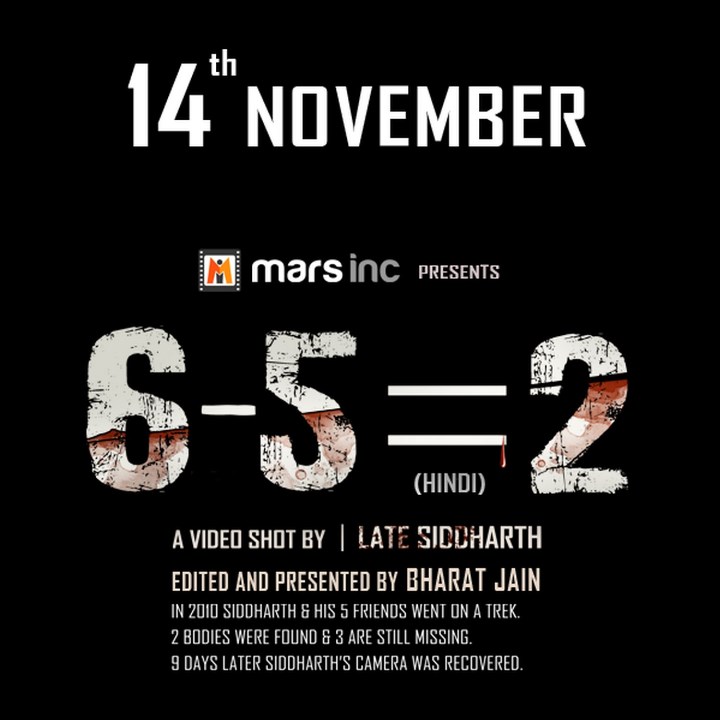 14th NOVEMBER
mars inc PRESENTS
6-5=2
(HINDI)
A VIDEO SHOT BY | LATE SIDDHARTH
EDITED AND PRESENTED BY BHARAT JAIN
IN 2010 SIDDHARTH & HIS 5 FRIENDS WENT ON A TREK.
2 BODIES WERE FOUND & 3 ARE STILL MISSING.
9 DAYS LATER SIDDHARTH'S CAMERA WAS RECOVERED.